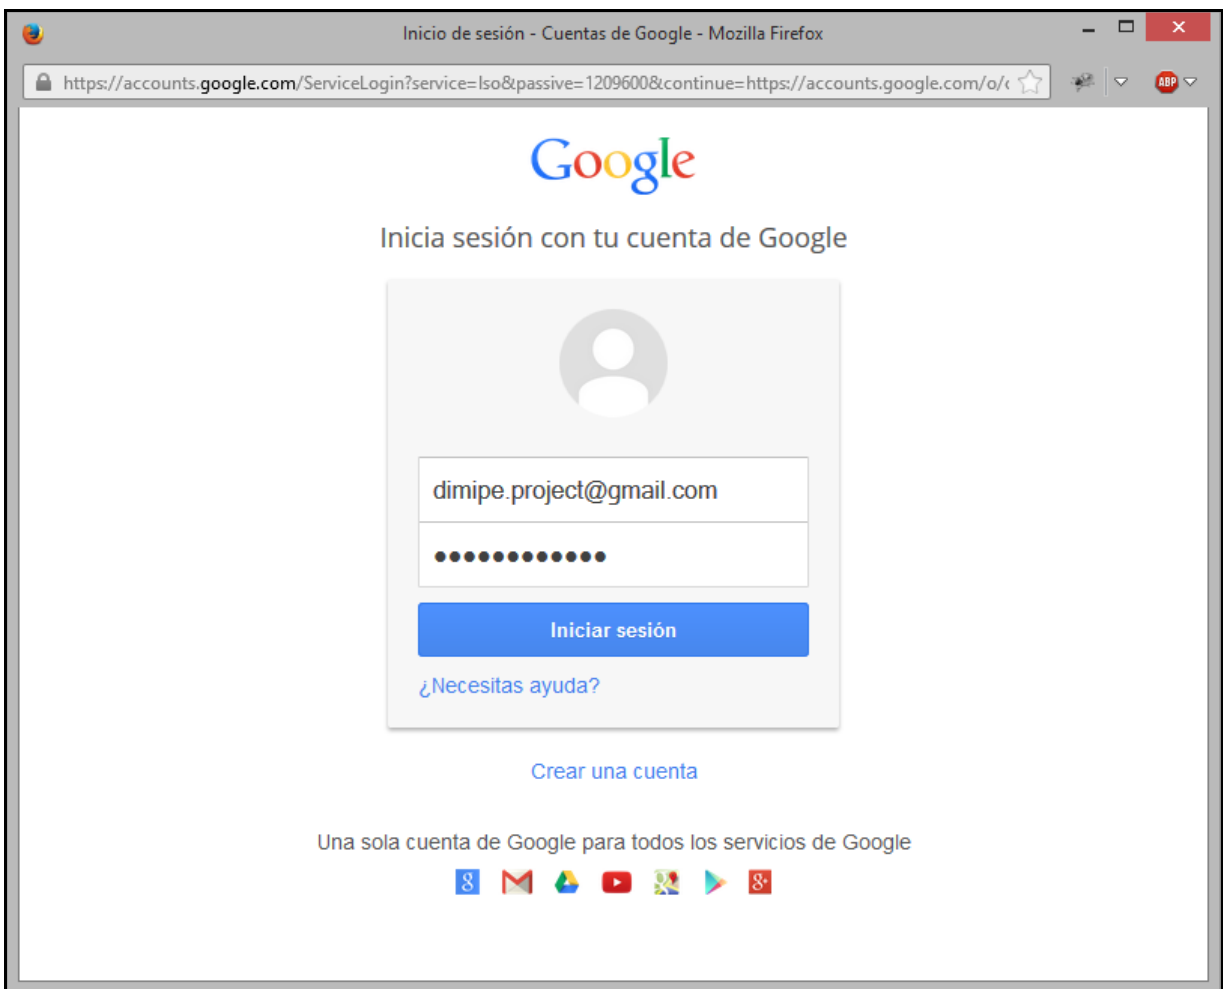 Inicio de sesión - Cuentas de Google - Mozilla Firefox
https://accounts.google.com/ServiceLogin?service=lso&passive=1209600&continue=https://accounts.google.com/o/
ABP
Google
Inicia sesión con tu cuenta de Google
dimipe.project@gmail.com
••••••••••••
Iniciar sesión
¿Necesitas ayuda?
Crear una cuenta
Una sola cuenta de Google para todos los servicios de Google